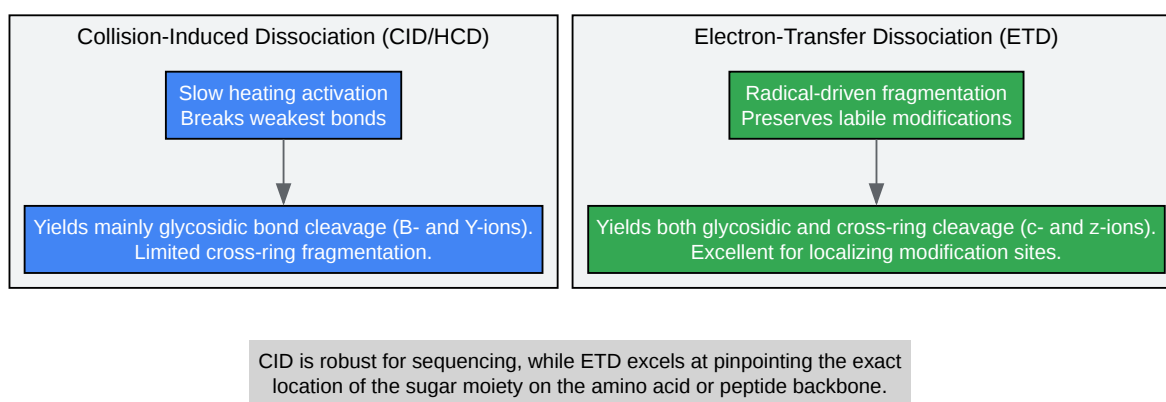 Collision-Induced Dissociation (CID/HCD)
Slow heating activation
Breaks weakest bonds
Yields mainly glycosidic bond cleavage (B- and Y-ions).
Limited cross-ring fragmentation.
Electron-Transfer Dissociation (ETD)
Radical-driven fragmentation
Preserves labile modifications
Yields both glycosidic and cross-ring cleavage (c- and z-ions).
Excellent for localizing modification sites.
CID is robust for sequencing, while ETD excels at pinpointing the exact
location of the sugar moiety on the amino acid or peptide backbone.